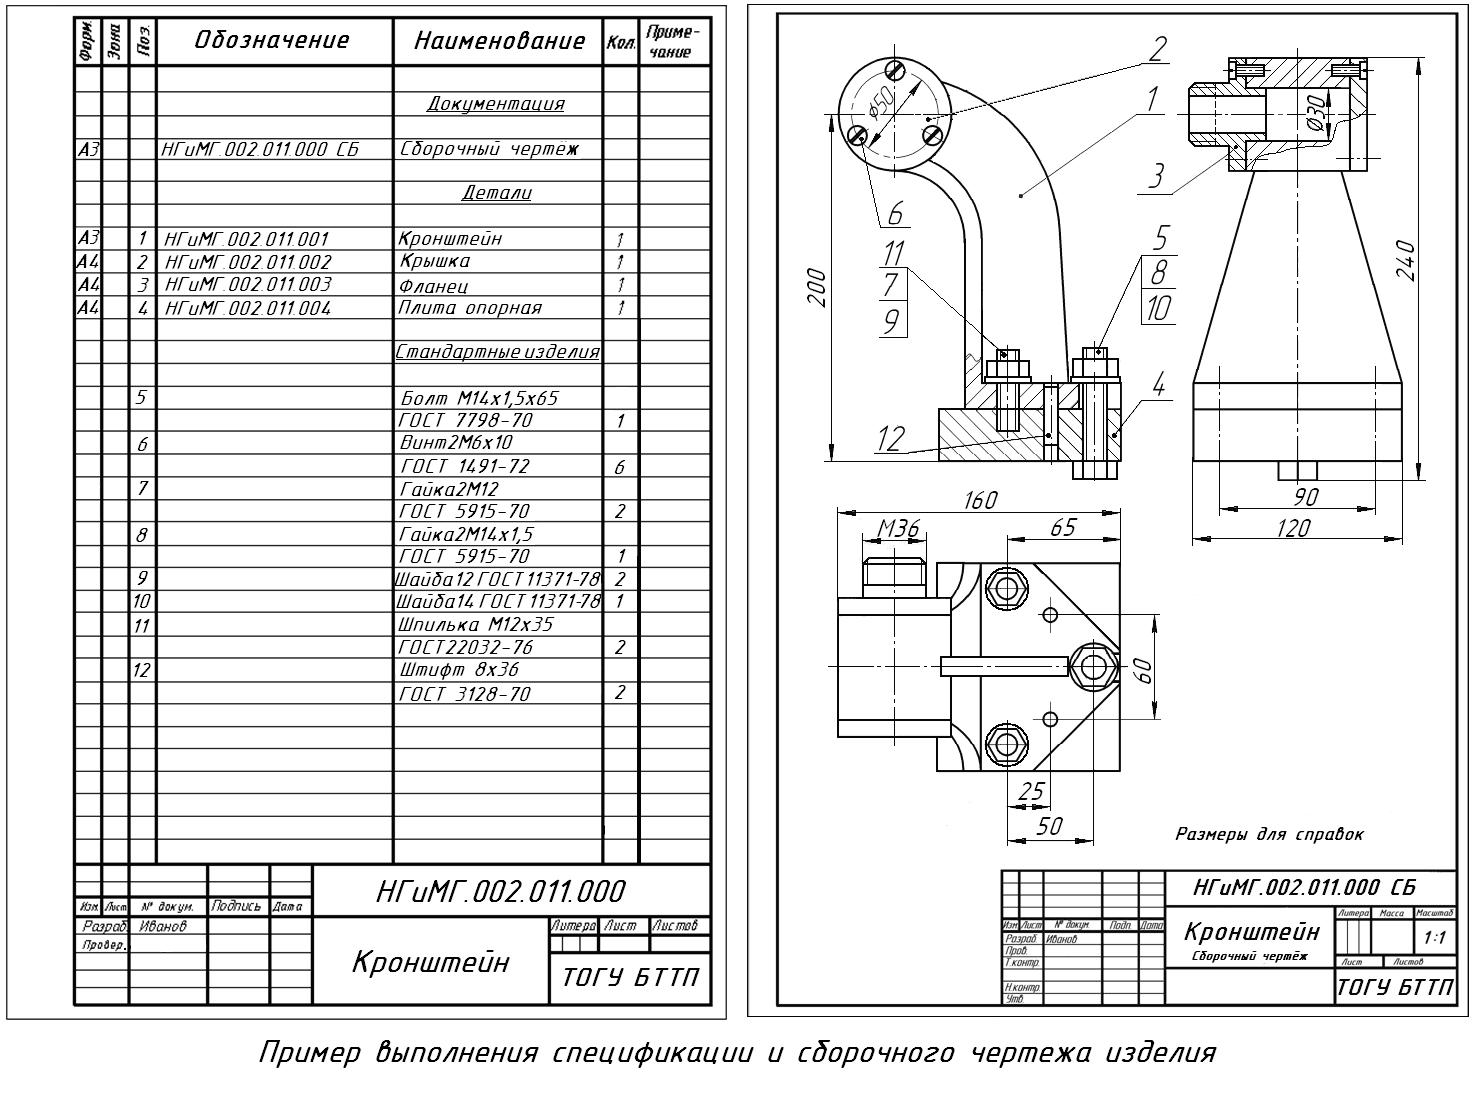 Форм. Зона Поз. Обозначение Наименование Кол. Приме-
чание
Документация
А3 НГиМГ.002.011.000 СБ Сборочный чертёж
Детали
А3 1 НГиМГ.002.011.001 Кронштейн 1
А4 2 НГиМГ.002.011.002 Крышка 1
А4 3 НГиМГ.002.011.003 Фланец 1
А4 4 НГиМГ.002.011.004 Плита опорная 1
Стандартные изделия
5 Болт М14х1,5х65
ГОСТ 7798-70 1
6 Винт2М6х10
ГОСТ 1491-72 6
7 Гайка2М12
ГОСТ 5915-70 2
8 Гайка2М14х1,5
ГОСТ 5915-70 1
9 Шайба12 ГОСТ11371-78 2
10 Шайба14 ГОСТ11371-78 1
11 Шпилька М12х35
ГОСТ22032-76 2
12 Штифт 8х36
ГОСТ 3128-70 2
НГиМГ.002.011.000
Изм. Лист № докум. Подпись Дата
Разраб. Иванов
Провер.
Кронштейн
Литера Лист Листов
ТОГУ БТТП
2
1
⌀50
⌀30
3
6
11
7
9
5
8
10
200
240
4
12
90
120
160
М36
65
60
25
50
Размеры для справок
НГиМГ.002.011.000 СБ
Изм. Лист № докум. Подп. Дата
Разраб. Иванов
Пров.
Т.контр.
Н.контр.
Утв.
Кронштейн
Сборочный чертёж
Литера Масса Масштаб
1:1
Лист Листов
ТОГУ БТТП
Пример выполнения спецификации и сборочного чертежа изделия